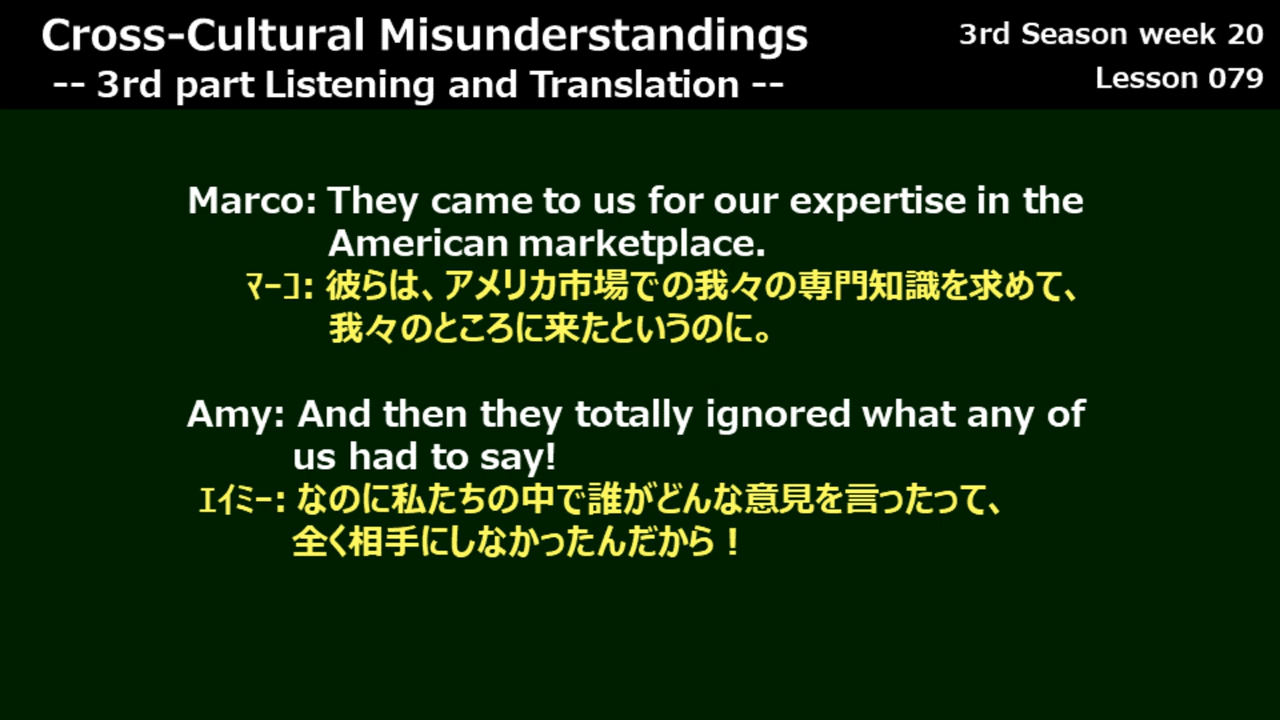 Cross-Cultural Misunderstandings
-- 3rd part Listening and Translation --
3rd Season week 20
Lesson 079
Marco: They came to us for our expertise in the
American marketplace.
ﾏｰｺ: 彼らは、アメリカ市場での我々の専門知識を求めて、
我々のところに来たというのに。
Amy: And then they totally ignored what any of
us had to say!
ｴｲﾐｰ: なのに私たちの中で誰がどんな意見を言ったって、
全く相手にしなかったんだから！